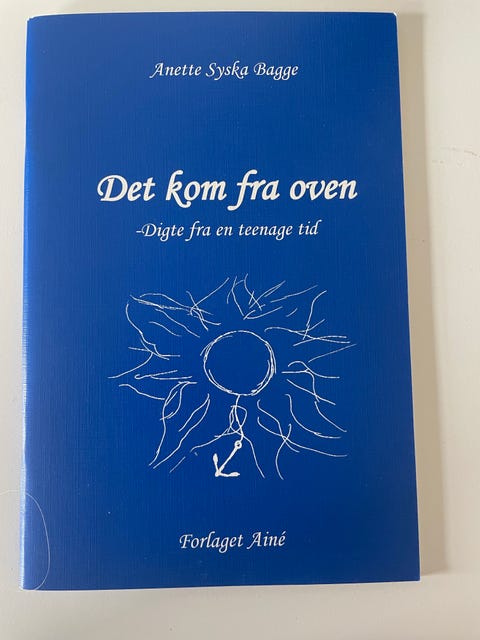 Anette Syska Bagge
Det kom fra oven
-Digte fra en teenage tid
Forlaget Ainé